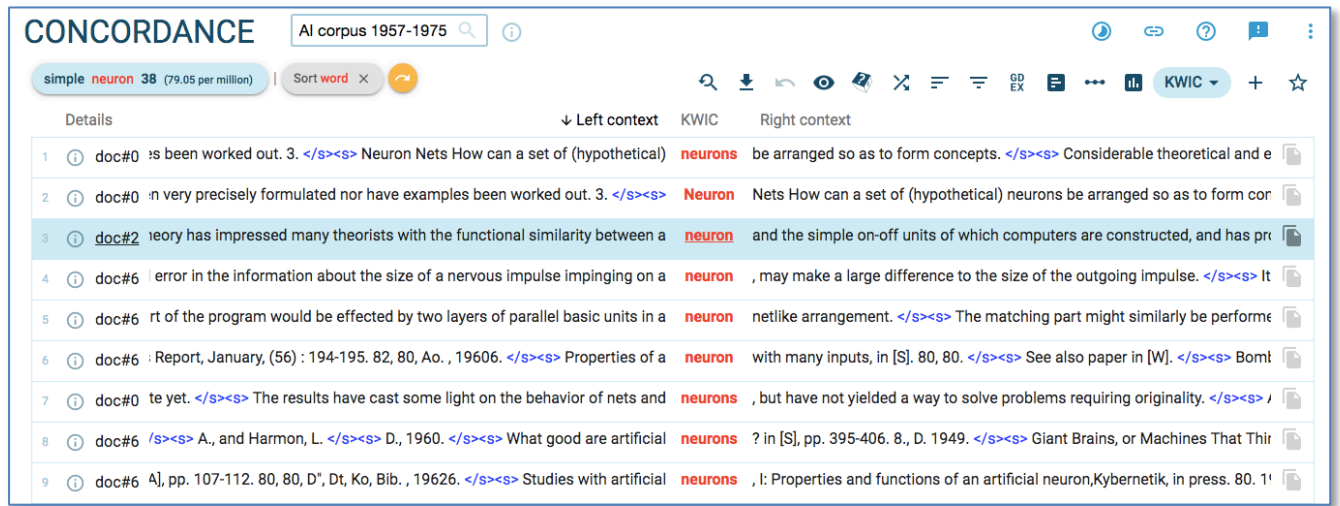 CONCORDANCE AI corpus 1957-1975
simple neuron 38 (79.05 per million) Sort word GD EX KWIC
Details Left context KWIC Right context
1 doc#0 s been worked out. 3. </s><s> Neuron Nets How can a set of (hypothetical) neurons be arranged so as to form concepts. </s><s> Considerable theoretical and e
2 doc#0 n very precisely formulated nor have examples been worked out. 3. </s><s> Neuron Nets How can a set of (hypothetical) neurons be arranged so as to form con
3 doc#2 eory has impressed many theorists with the functional similarity between a neuron and the simple on-off units of which computers are constructed, and has pro
4 doc#6 error in the information about the size of a nervous impulse impinging on a neuron , may make a large difference to the size of the outgoing impulse. </s><s> It
5 doc#6 rt of the program would be effected by two layers of parallel basic units in a neuron netlike arrangement. </s><s> The matching part might similarly be performe
6 doc#6 Report, January, (56) : 194-195. 82, 80, Ao. , 19606. </s><s> Properties of a neuron with many inputs, in [S]. 80, 80. </s><s> See also paper in [W]. </s><s> Bomb
7 doc#0 te yet. </s><s> The results have cast some light on the behavior of nets and neurons , but have not yielded a way to solve problems requiring originality. </s><s>
8 doc#6 /s><s> A., and Harmon, L. </s><s> D., 1960. </s><s> What good are artificial neurons ? in [S], pp. 395-406. 8., D. 1949. </s><s> Giant Brains, or Machines That Thin
9 doc#6 A], pp. 107-112. 80, 80, D", Dt, Ko, Bib. , 19626. </s><s> Studies with artificial neurons , I: Properties and functions of an artificial neuron,Kybernetik, in press. 80.